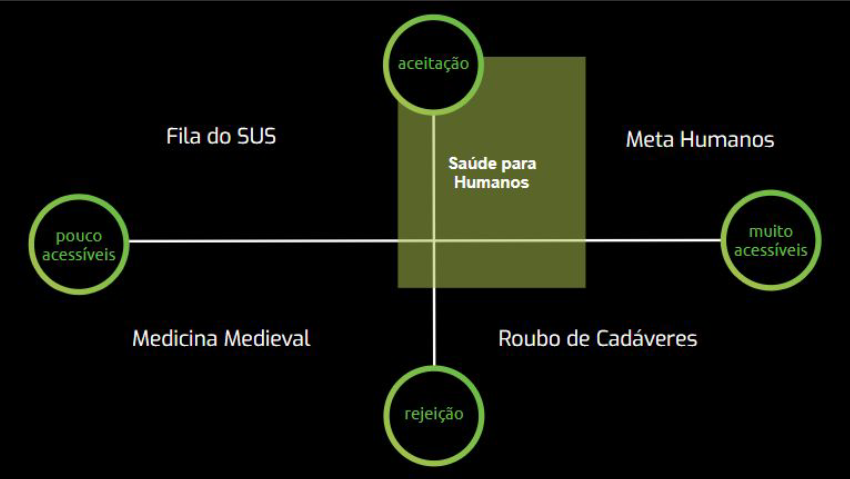 aceitação
Fila do SUS
Meta Humanos
Saúde para
Humanos
pouco
acessíveis
muito
acessíveis
Medicina Medieval
Roubo de Cadáveres
rejeição